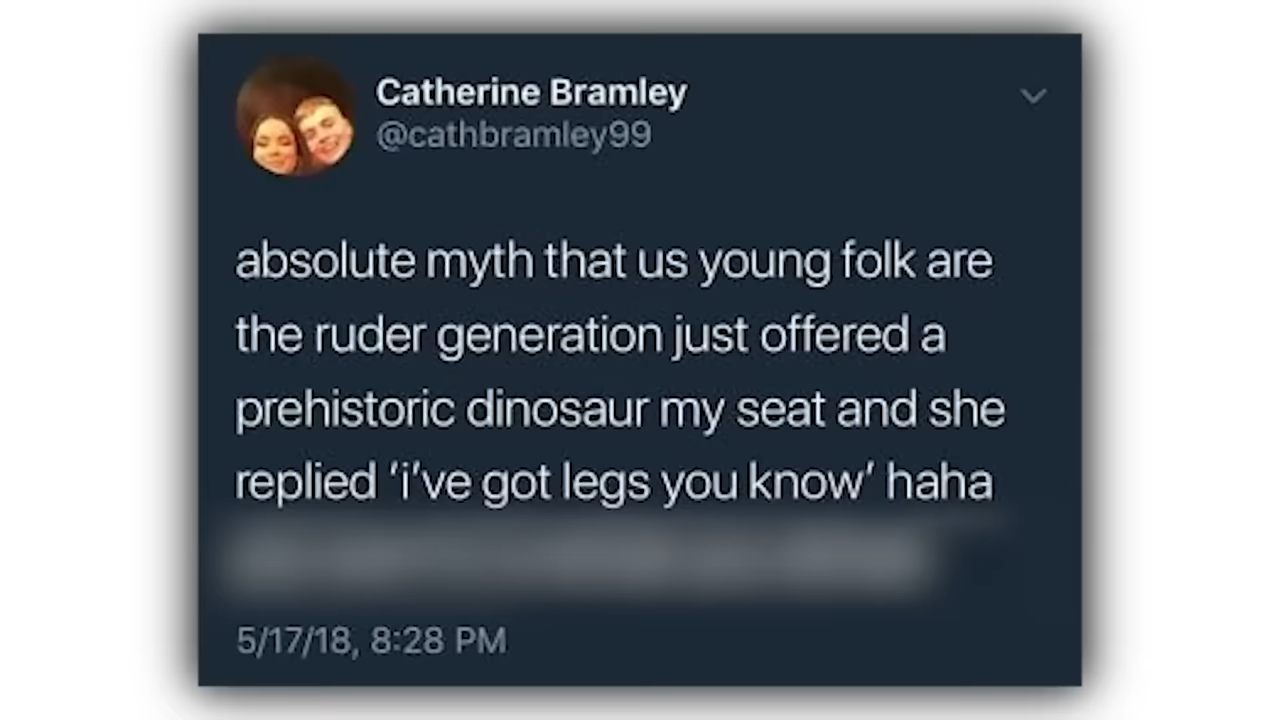 Catherine Bramley
@cathbramley99
absolute myth that us young folk are
the ruder generation just offered a
prehistoric dinosaur my seat and she
replied ‘i’ve got legs you know’ haha
5/17/18, 8:28 PM